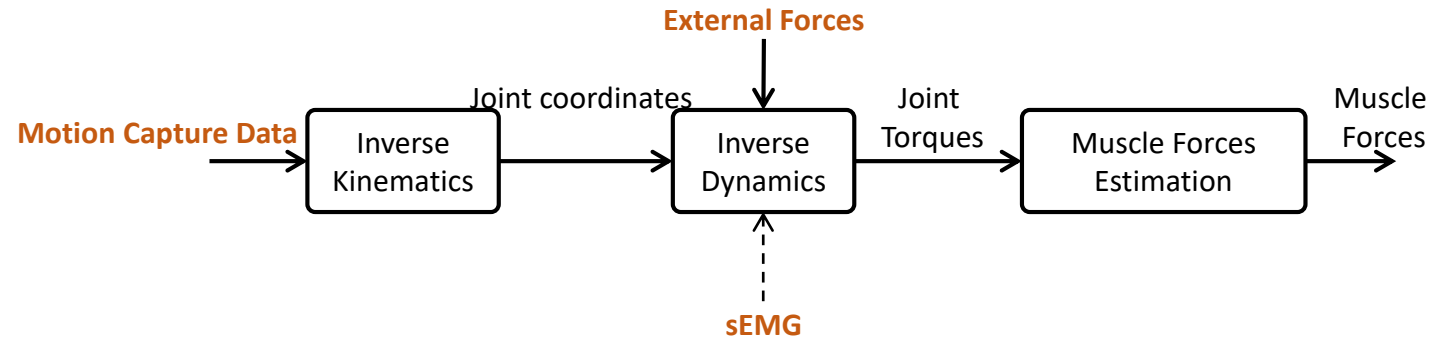 External Forces
Motion Capture Data
Inverse
Kinematics
Joint coordinates
Inverse
Dynamics
Joint
Torques
Muscle Forces
Estimation
Muscle
Forces
sEMG